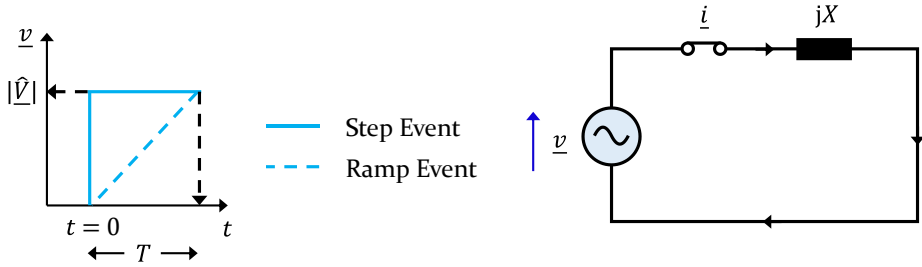 v̲
|V̲̂|
t = 0
t
T
Step Event
Ramp Event
v̲
i̲
jX